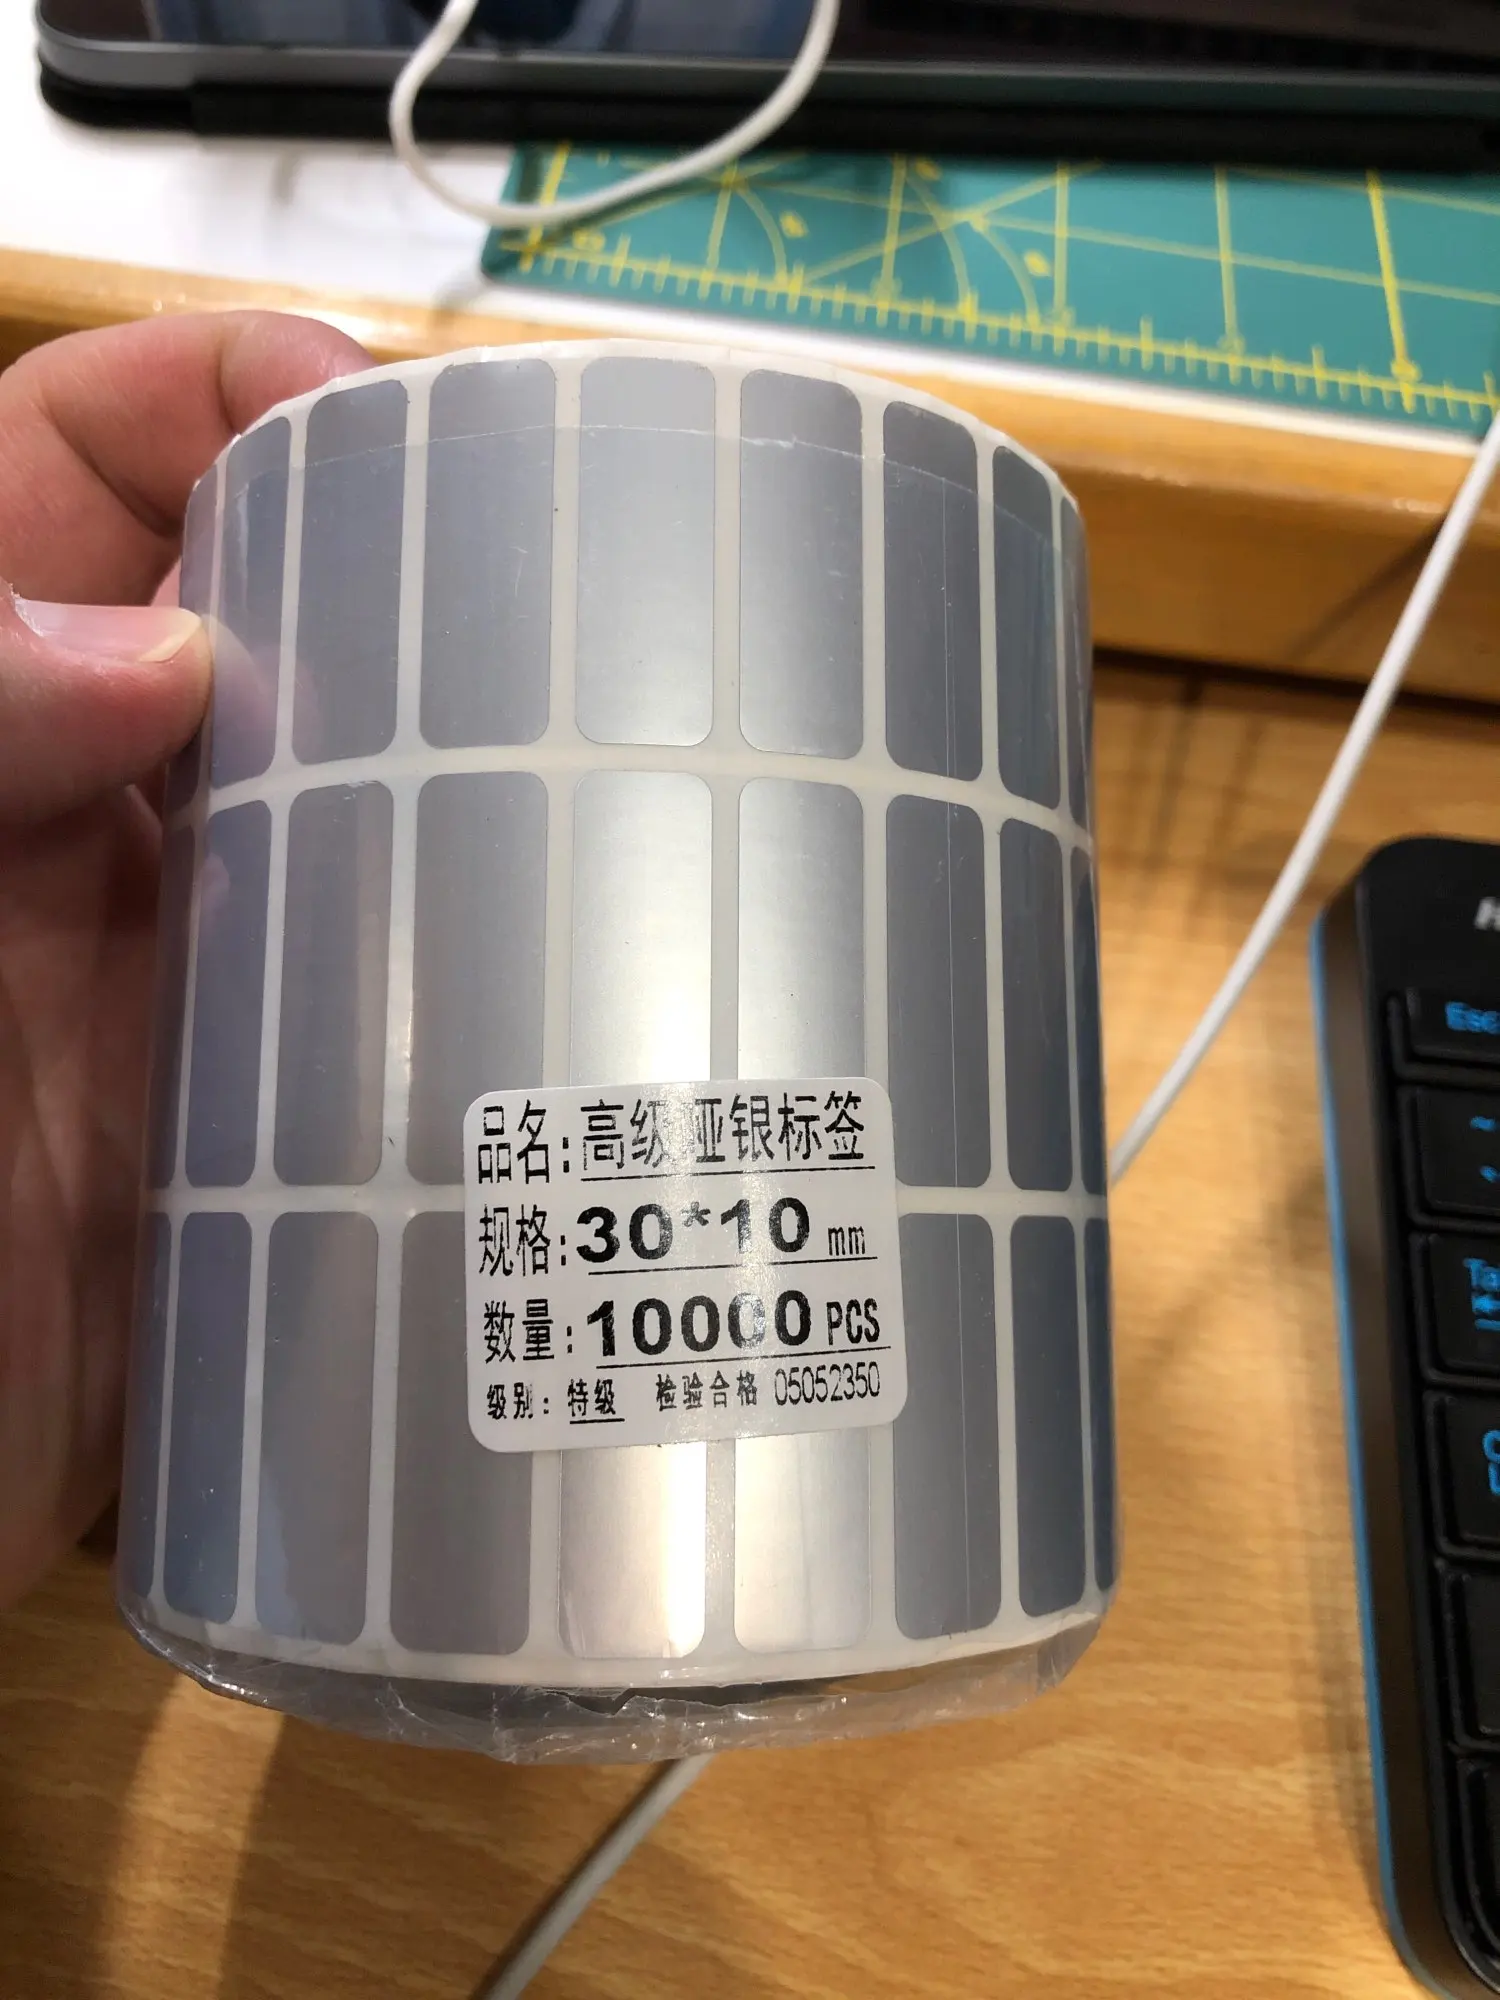 品名:高级哑银标签
规格:30*10 mm
数量:10000 PCS
级别:特级 检验合格 05052350
Esc